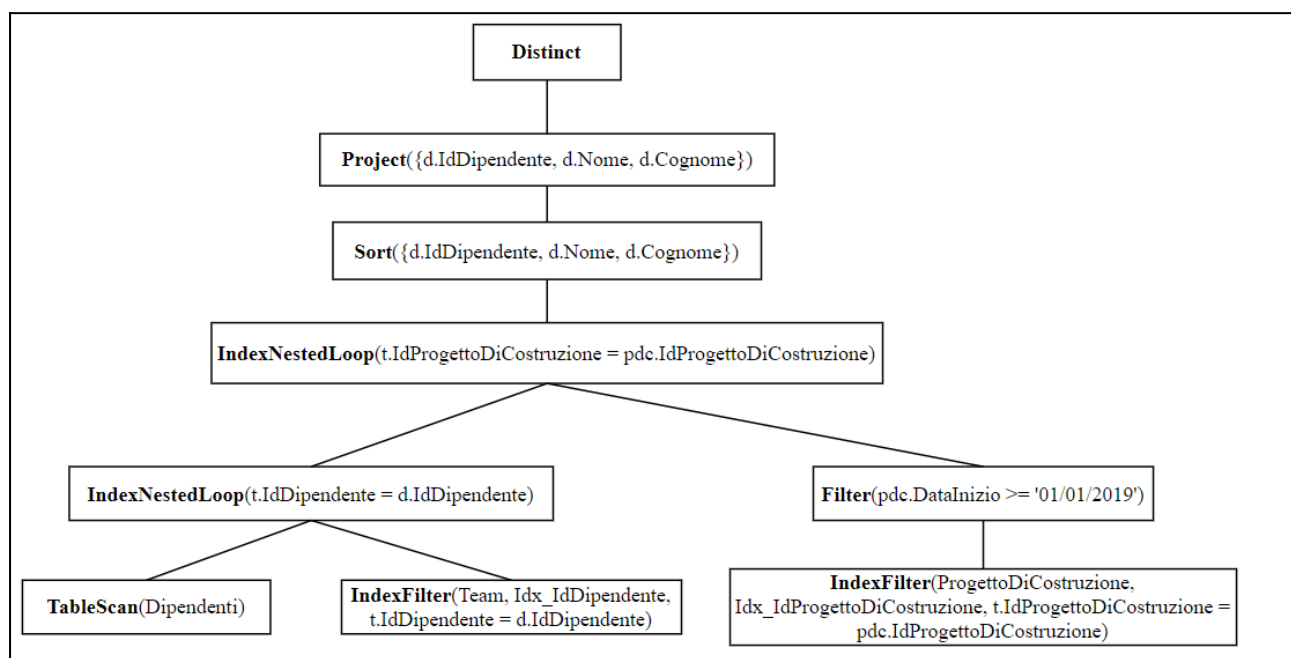 Distinct
Project({d.IdDipendente, d.Nome, d.Cognome})
Sort({d.IdDipendente, d.Nome, d.Cognome})
IndexNestedLoop(t.IdProgettoDiCostruzione = pdc.IdProgettoDiCostruzione)
IndexNestedLoop(t.IdDipendente = d.IdDipendente)
Filter(pdc.DataInizio >= '01/01/2019')
TableScan(Dipendenti)
IndexFilter(Team, Idx_IdDipendente,
t.IdDipendente = d.IdDipendente)
IndexFilter(ProgettoDiCostruzione,
Idx_IdProgettoDiCostruzione, t.IdProgettoDiCostruzione =
pdc.IdProgettoDiCostruzione)